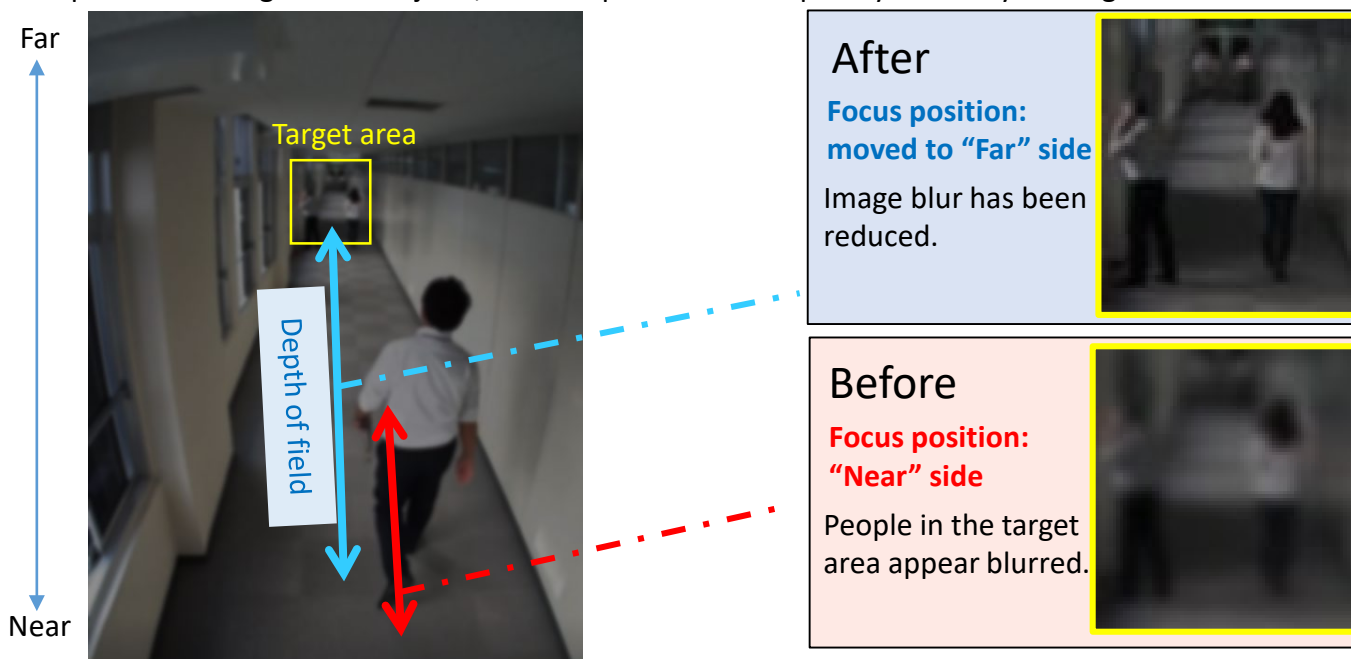 Far
Target area
Depth of field
Near
After
Focus position:
moved to “Far” side
Image blur has been
reduced.
Before
Focus position:
“Near” side
People in the target
area appear blurred.